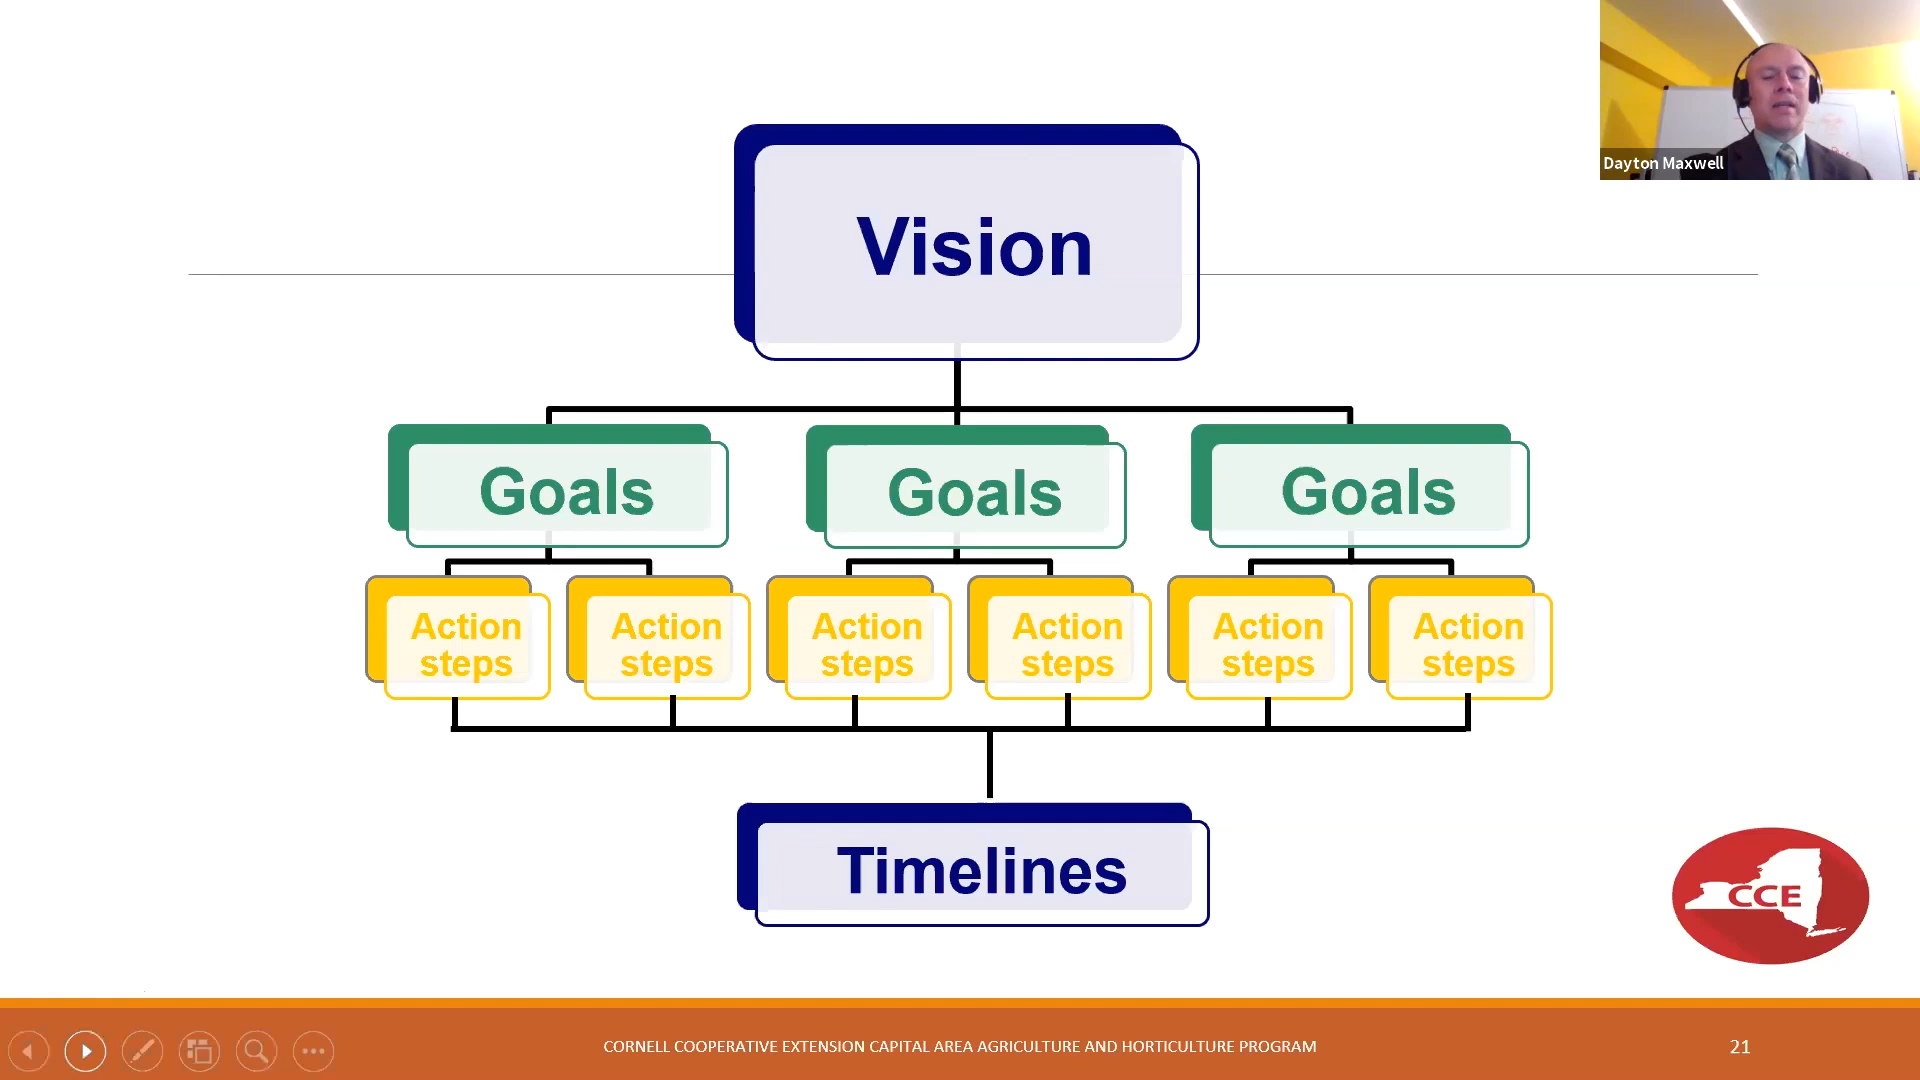 Dayton Maxwell
Vision
Goals
Goals
Goals
Action
steps
Action
steps
Action
steps
Action
steps
Action
steps
Action
steps
Timelines
CCE
CORNELL COOPERATIVE EXTENSION CAPITAL AREA AGRICULTURE AND HORTICULTURE PROGRAM
21